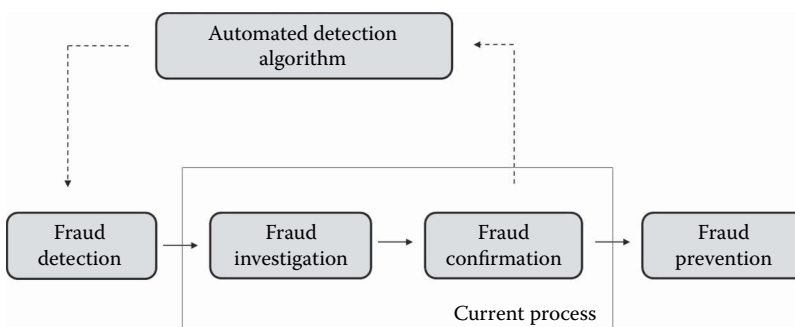 Automated detection
algorithm
Fraud
detection
Fraud
investigation
Fraud
confirmation
Fraud
prevention
Current process